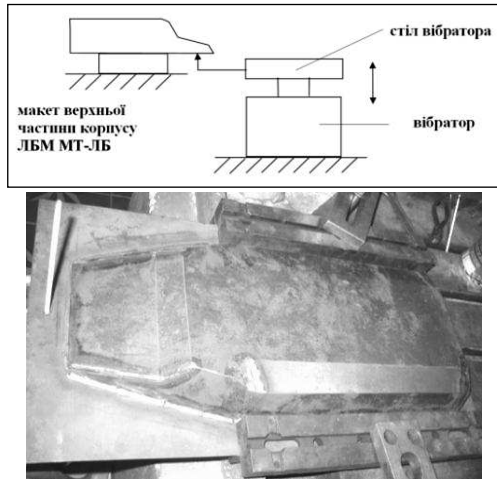 стіл вібратора
макет верхньої
частини корпусу
ЛБМ МТ-ЛБ
вібратор